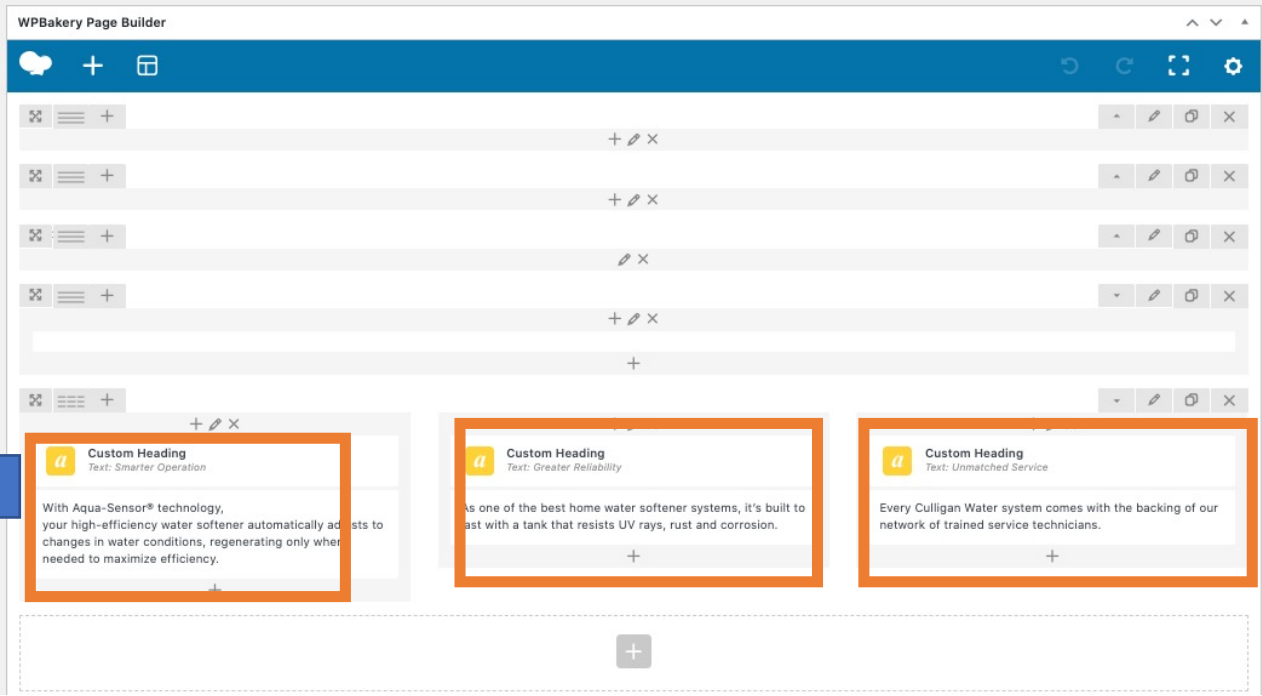 WPBakery Page Builder
Custom Heading
Text: Smarter Operation
With Aqua-Sensor® technology,
your high-efficiency water softener automatically ad sts to
changes in water conditions, regenerating only when
needed to maximize efficiency.
Custom Heading
Text: Greater Reliability
As one of the best home water softener systems, it's built to
last with a tank that resists UV rays, rust and corrosion.
Custom Heading
Text: Unmatched Service
Every Culligan Water system comes with the backing of our
network of trained service technicians.